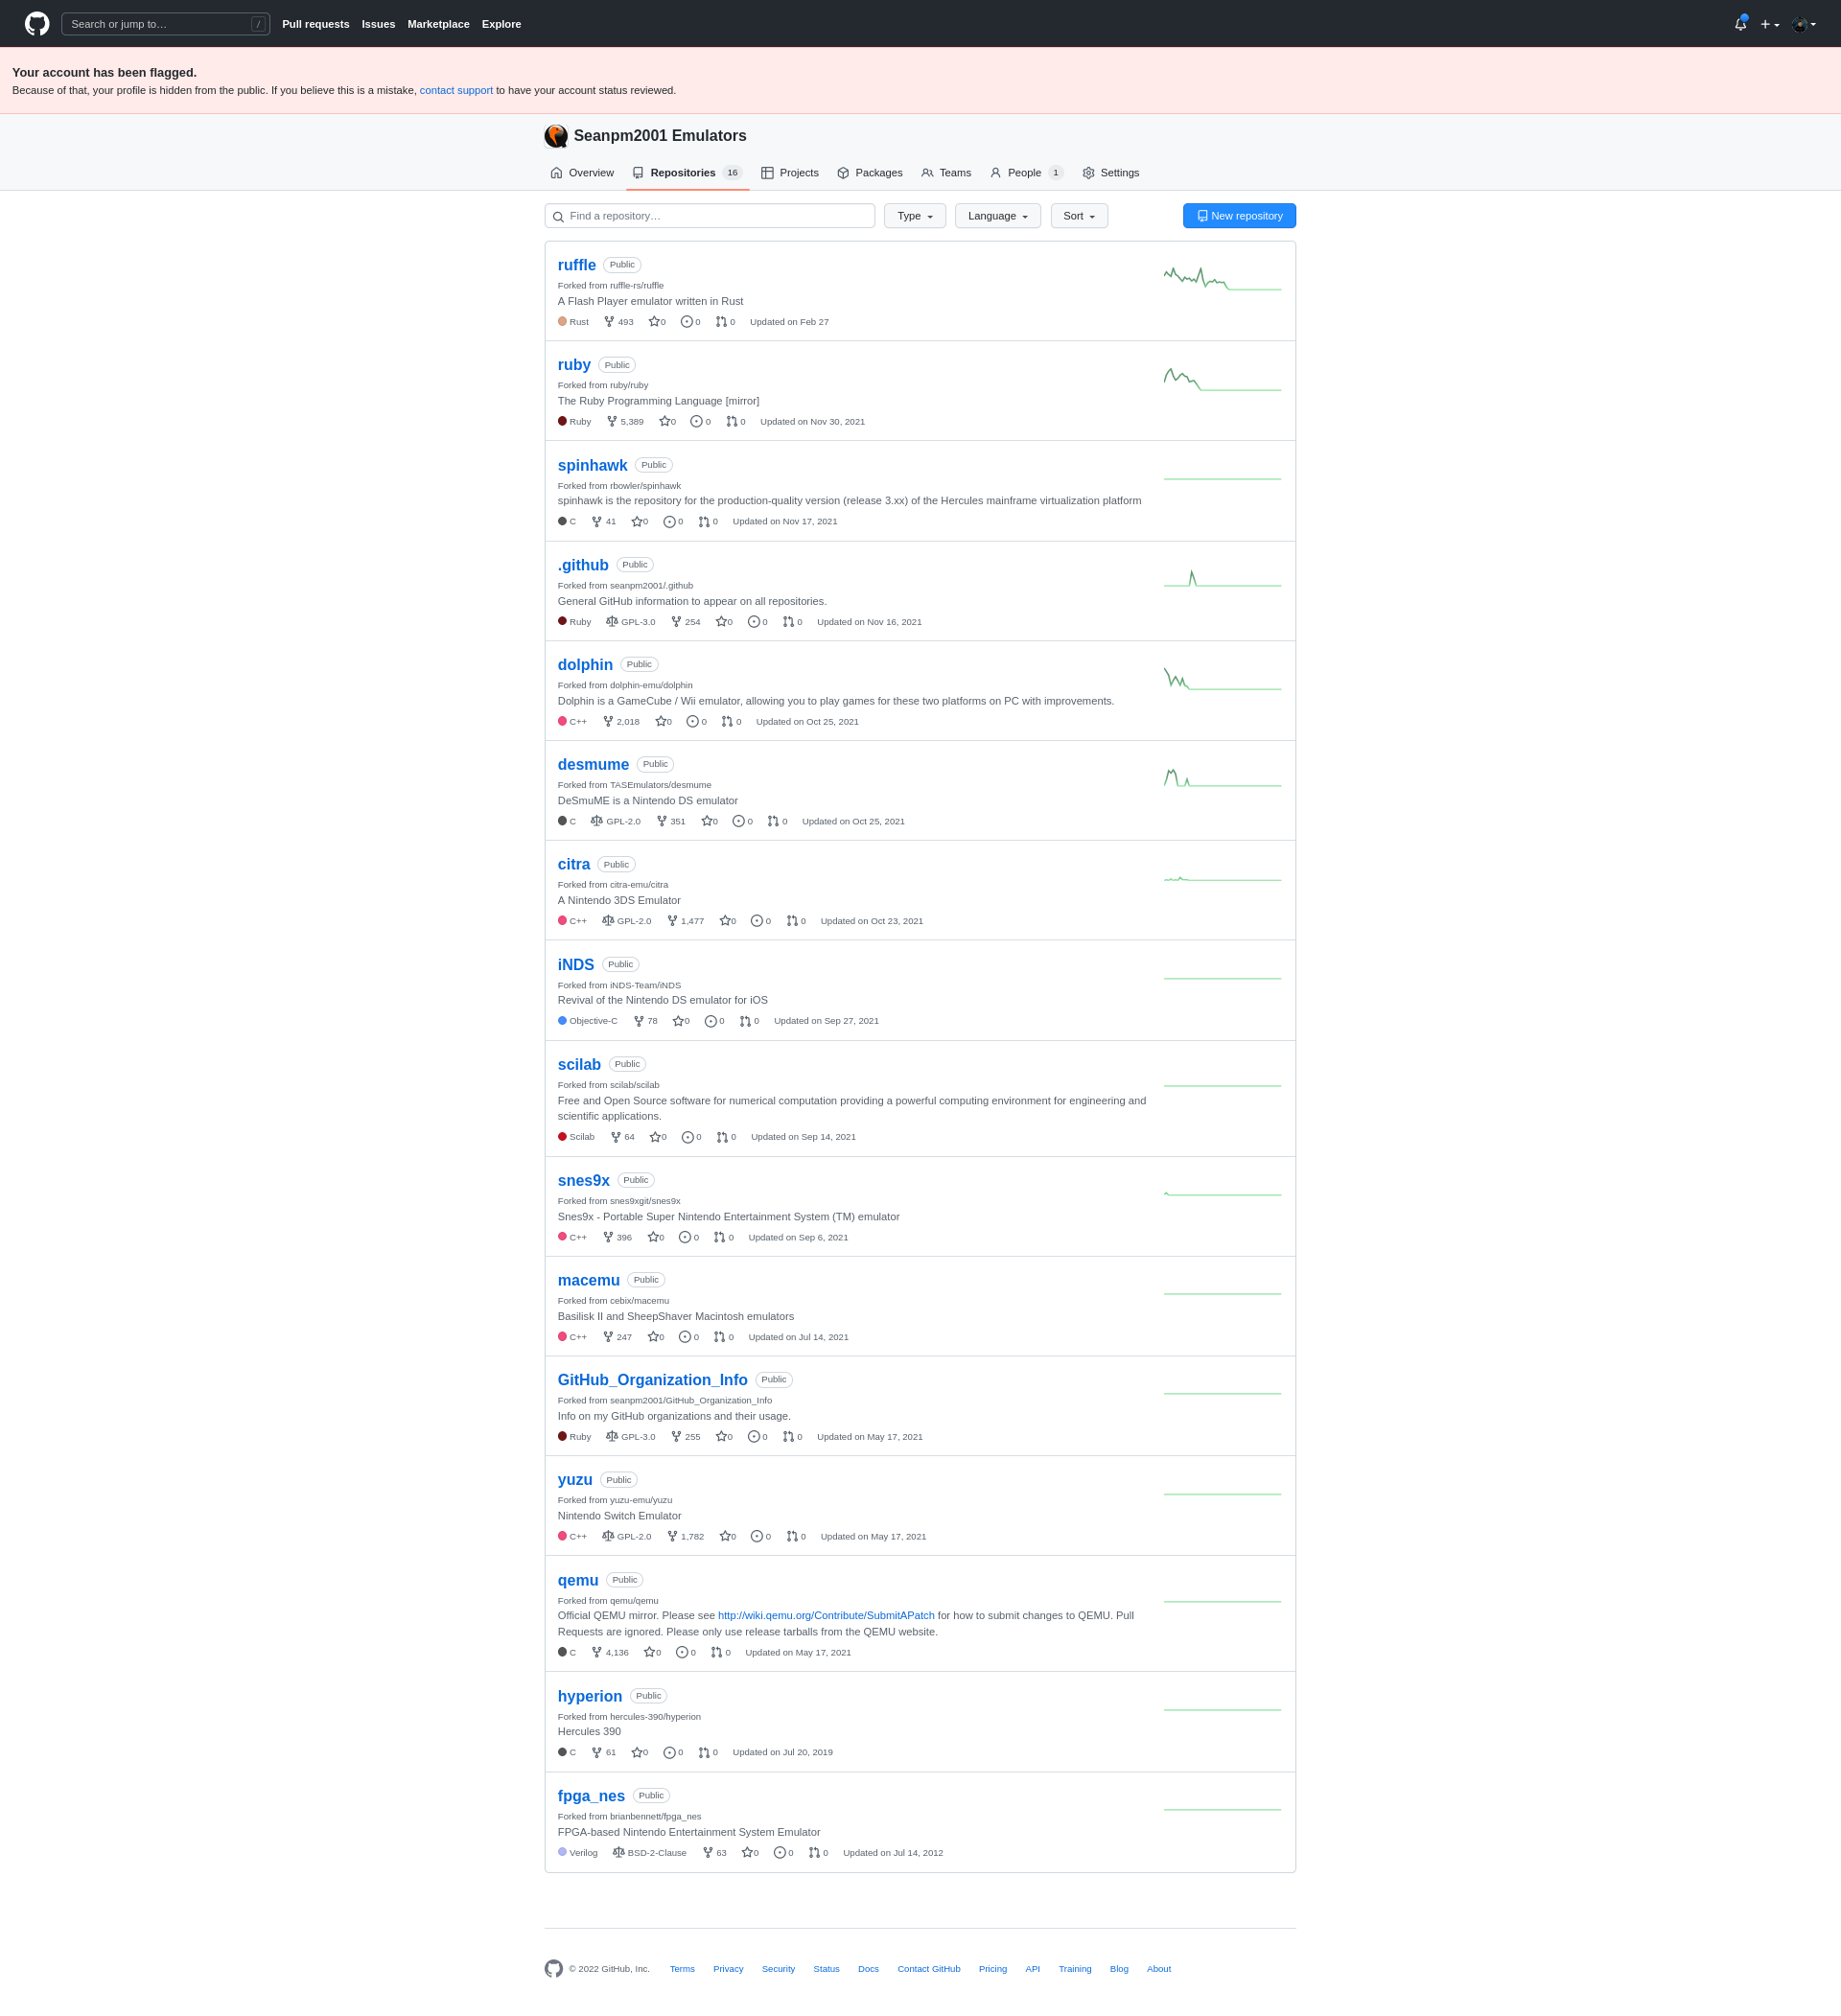 Search or jump to… /
Pull requests Issues Marketplace Explore
Your account has been flagged.
Because of that, your profile is hidden from the public. If you believe this is a mistake, contact support to have your account status reviewed.
Seanpm2001 Emulators
Overview Repositories 16 Projects Packages Teams People 1 Settings
Find a repository… Type Language Sort New repository
ruffle Public
Forked from ruffle-rs/ruffle
A Flash Player emulator written in Rust
Rust 493 0 0 0 Updated on Feb 27
ruby Public
Forked from ruby/ruby
The Ruby Programming Language [mirror]
Ruby 5,389 0 0 0 Updated on Nov 30, 2021
spinhawk Public
Forked from rbowler/spinhawk
spinhawk is the repository for the production-quality version (release 3.xx) of the Hercules mainframe virtualization platform
C 41 0 0 0 Updated on Nov 17, 2021
.github Public
Forked from seanpm2001/.github
General GitHub information to appear on all repositories.
Ruby GPL-3.0 254 0 0 0 Updated on Nov 16, 2021
dolphin Public
Forked from dolphin-emu/dolphin
Dolphin is a GameCube / Wii emulator, allowing you to play games for these two platforms on PC with improvements.
C++ 2,018 0 0 0 Updated on Oct 25, 2021
desmume Public
Forked from TASEmulators/desmume
DeSmuME is a Nintendo DS emulator
C GPL-2.0 351 0 0 0 Updated on Oct 25, 2021
citra Public
Forked from citra-emu/citra
A Nintendo 3DS Emulator
C++ GPL-2.0 1,477 0 0 0 Updated on Oct 23, 2021
iNDS Public
Forked from iNDS-Team/iNDS
Revival of the Nintendo DS emulator for iOS
Objective-C 78 0 0 0 Updated on Sep 27, 2021
scilab Public
Forked from scilab/scilab
Free and Open Source software for numerical computation providing a powerful computing environment for engineering and
scientific applications.
Scilab 64 0 0 0 Updated on Sep 14, 2021
snes9x Public
Forked from snes9xgit/snes9x
Snes9x - Portable Super Nintendo Entertainment System (TM) emulator
C++ 396 0 0 0 Updated on Sep 6, 2021
macemu Public
Forked from cebix/macemu
Basilisk II and SheepShaver Macintosh emulators
C++ 247 0 0 0 Updated on Jul 14, 2021
GitHub_Organization_Info Public
Forked from seanpm2001/GitHub_Organization_Info
Info on my GitHub organizations and their usage.
Ruby GPL-3.0 255 0 0 0 Updated on May 17, 2021
yuzu Public
Forked from yuzu-emu/yuzu
Nintendo Switch Emulator
C++ GPL-2.0 1,782 0 0 0 Updated on May 17, 2021
qemu Public
Forked from qemu/qemu
Official QEMU mirror. Please see http://wiki.qemu.org/Contribute/SubmitAPatch for how to submit changes to QEMU. Pull
Requests are ignored. Please only use release tarballs from the QEMU website.
C 4,136 0 0 0 Updated on May 17, 2021
hyperion Public
Forked from hercules-390/hyperion
Hercules 390
C 61 0 0 0 Updated on Jul 20, 2019
fpga_nes Public
Forked from brianbennett/fpga_nes
FPGA-based Nintendo Entertainment System Emulator
Verilog BSD-2-Clause 63 0 0 0 Updated on Jul 14, 2012
© 2022 GitHub, Inc. Terms Privacy Security Status Docs Contact GitHub Pricing API Training Blog About